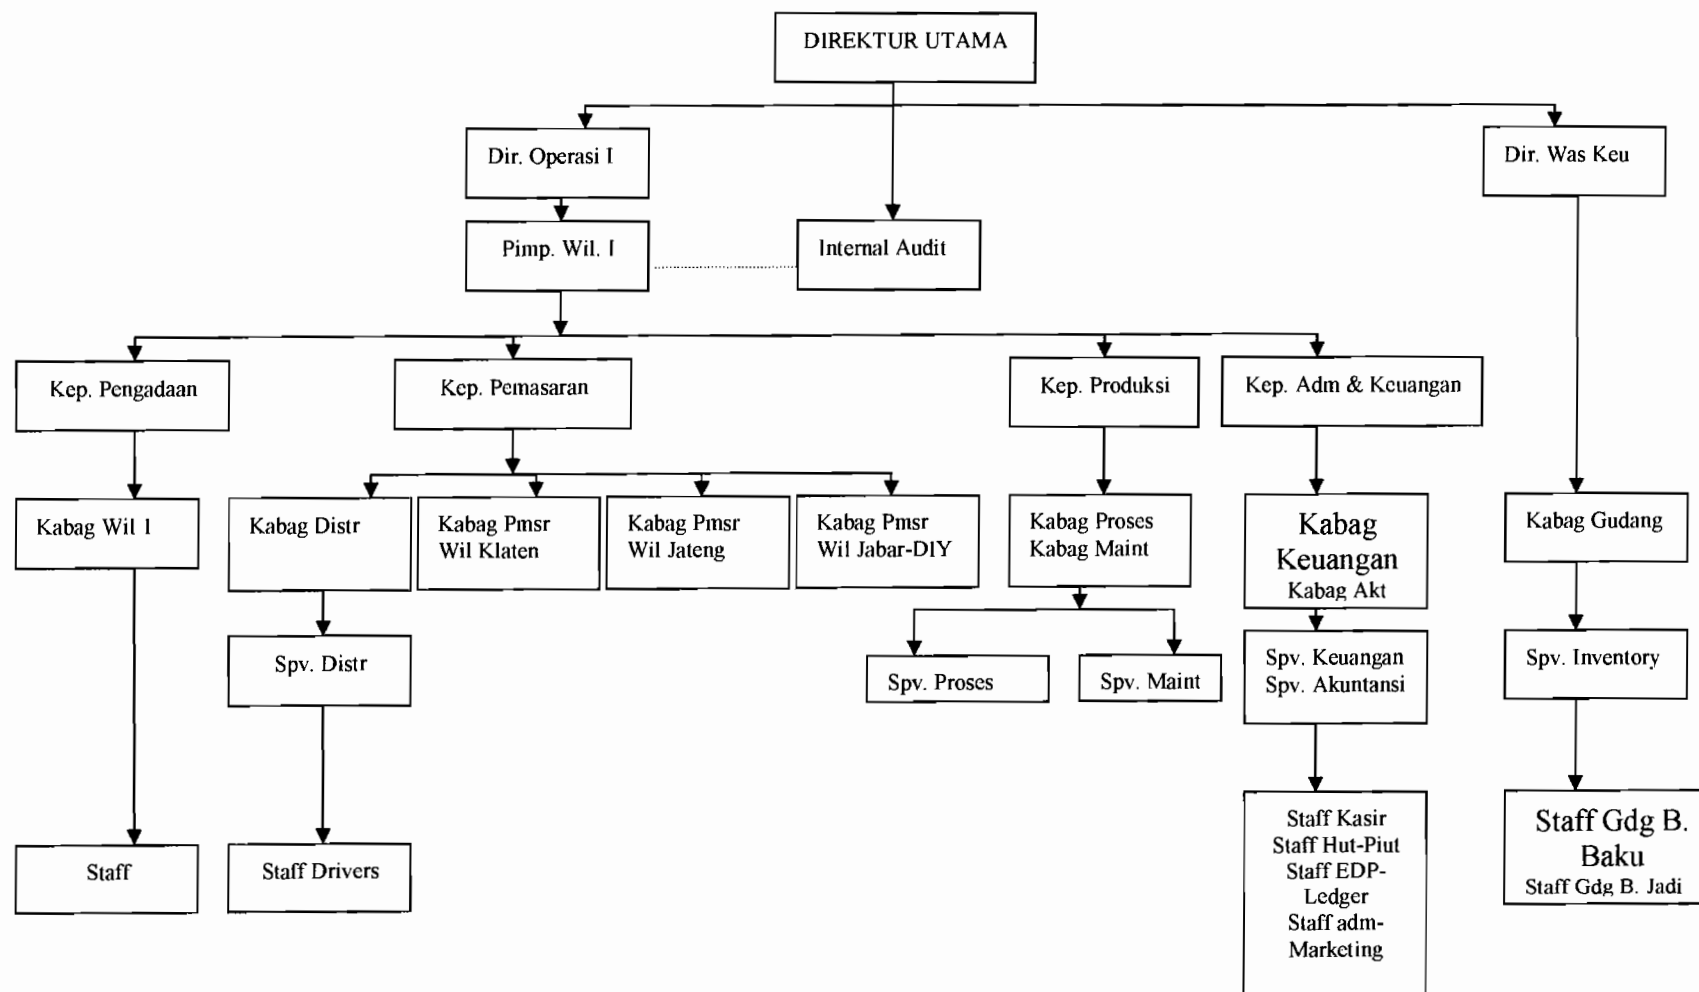 DIREKTUR UTAMA
Dir. Operasi I
Dir. Was Keu
Pimp. Wil. I
Internal Audit
Kep. Pengadaan
Kep. Pemasaran
Kep. Produksi
Kep. Adm & Keuangan
Kabag Wil I
Kabag Distr
Kabag Pmsr
Wil Klaten
Kabag Pmsr
Wil Jateng
Kabag Pmsr
Wil Jabar-DIY
Kabag Proses
Kabag Maint
Kabag
Keuangan
Kabag Akt
Kabag Gudang
Spv. Distr
Spv. Proses
Spv. Maint
Spv. Keuangan
Spv. Akuntansi
Spv. Inventory
Staff
Staff Drivers
Staff Kasir
Staff Hut-Piut
Staff EDP-
Ledger
Staff adm-
Marketing
Staff Gdg B.
Baku
Staff Gdg B. Jadi